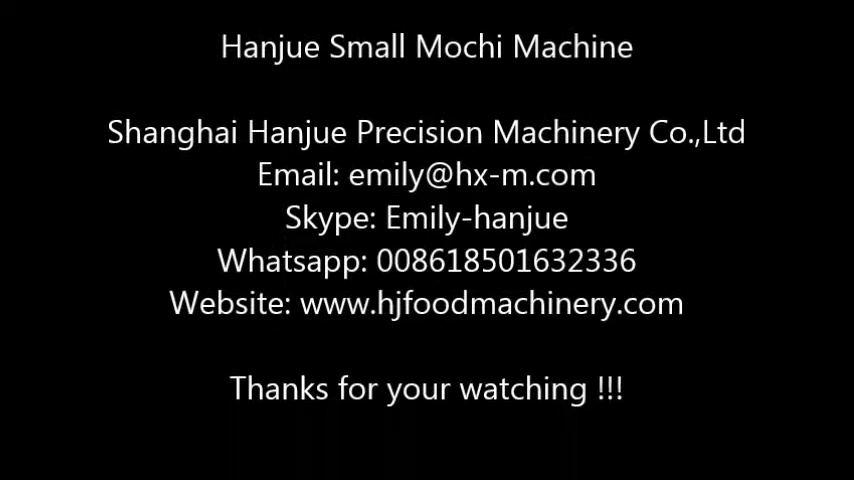 Hanjue Small Mochi Machine
Shanghai Hanjue Precision Machinery Co.,Ltd
Email: emily@hx-m.com
Skype: Emily-hanjue
Whatsapp: 008618501632336
Website: www.hjfoodmachinery.com
Thanks for your watching !!!